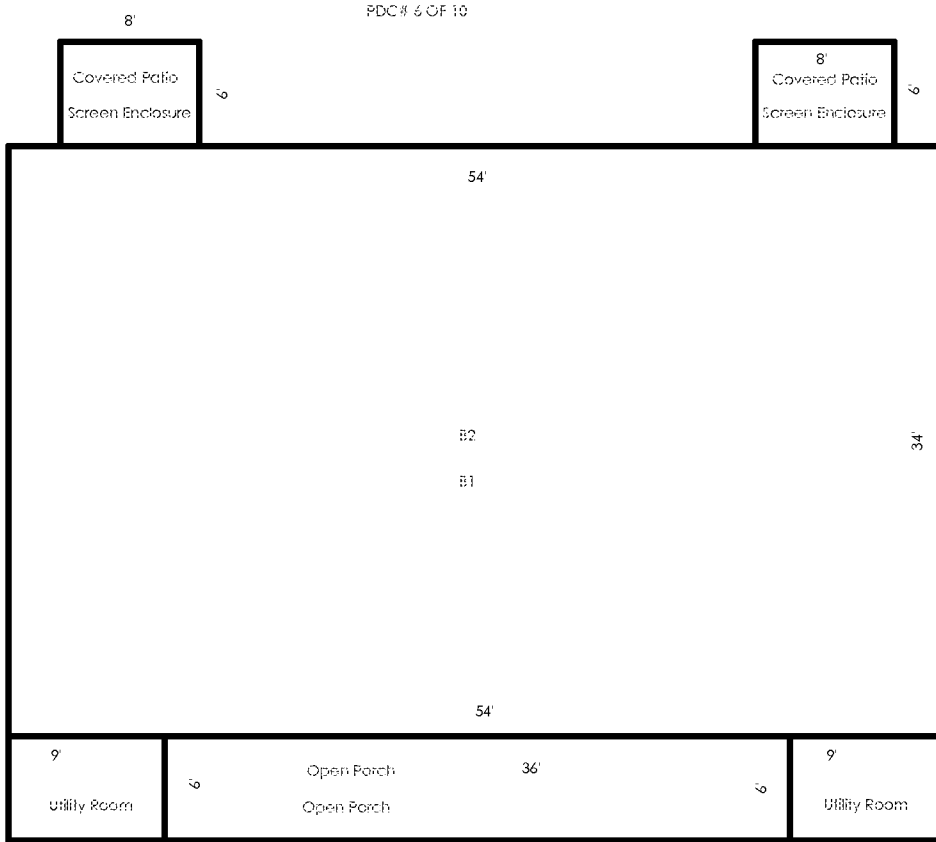 PDC# 6 OF 10
8'
Covered Patio
Screen Enclosure
6'
8'
Covered Patio
Screen Enclosure
6'
54'
B2
B1
34'
54'
9'
Utility Room
6'
Open Porch
Open Porch
36'
6'
9'
Utility Room